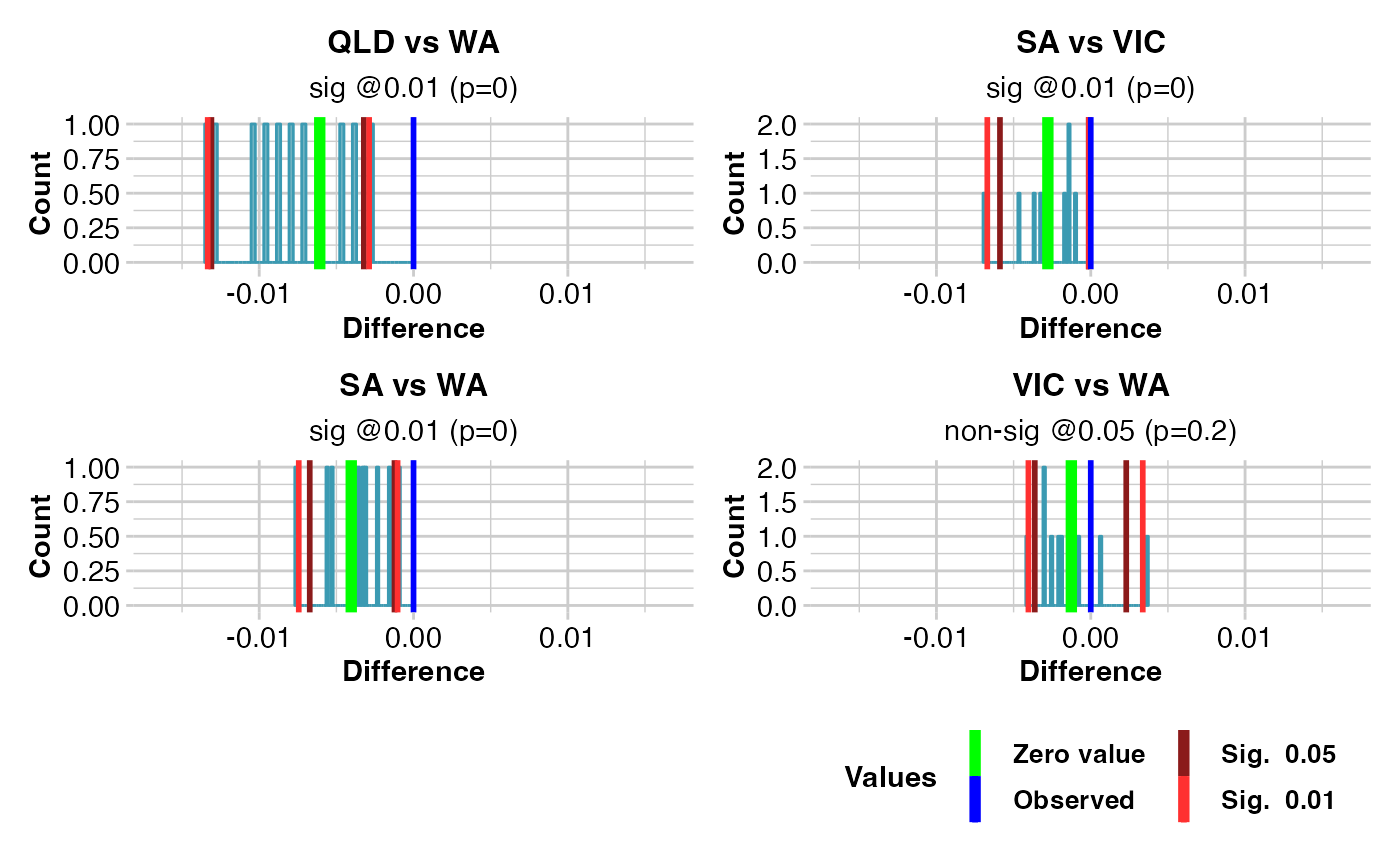 QLD vs WA
sig @0.01 (p=0)
Count
1.00
0.75
0.50
0.25
0.00
-0.01 0.00 0.01
Difference
SA vs VIC
sig @0.01 (p=0)
Count
2.0
1.5
1.0
0.5
0.0
-0.01 0.00 0.01
Difference
SA vs WA
sig @0.01 (p=0)
Count
1.00
0.75
0.50
0.25
0.00
-0.01 0.00 0.01
Difference
VIC vs WA
non-sig @0.05 (p=0.2)
Count
2.0
1.5
1.0
0.5
0.0
-0.01 0.00 0.01
Difference
Values
Zero value
Observed
Sig. 0.05
Sig. 0.01